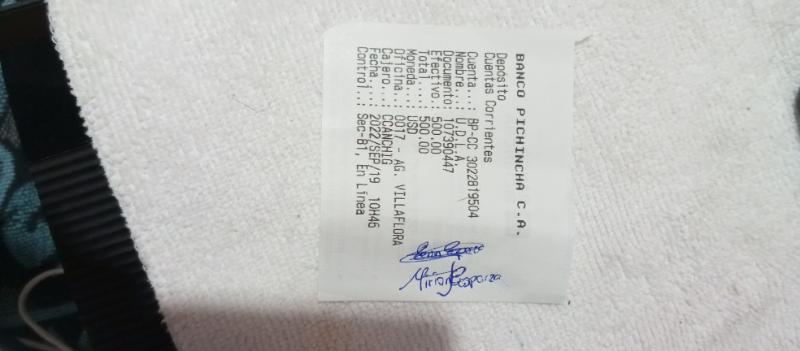 BANCO PICHINCHA C.A.
Deposito
Cuentas Corrientes
Cuenta...: BP-CC 3022819504
Nombre...: U.D.L.A.
Documento: 107390447
Efectivo.: 500.00
Total....: 500.00
Moneda...: USD
Oficina..: 0017 - AG. VILLAFLORA
Cajero...: CCANCHIG
Fecha....: 2022/SEP/19 10H46
Control..: Sec-81, En Linea